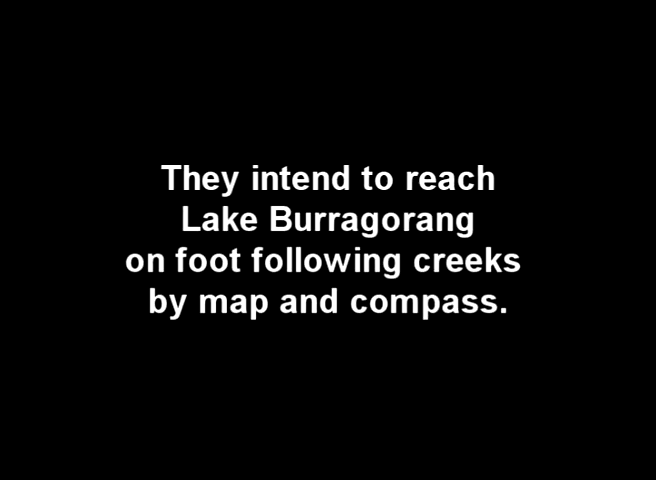 They intend to reach
Lake Burragorang
on foot following creeks
by map and compass.